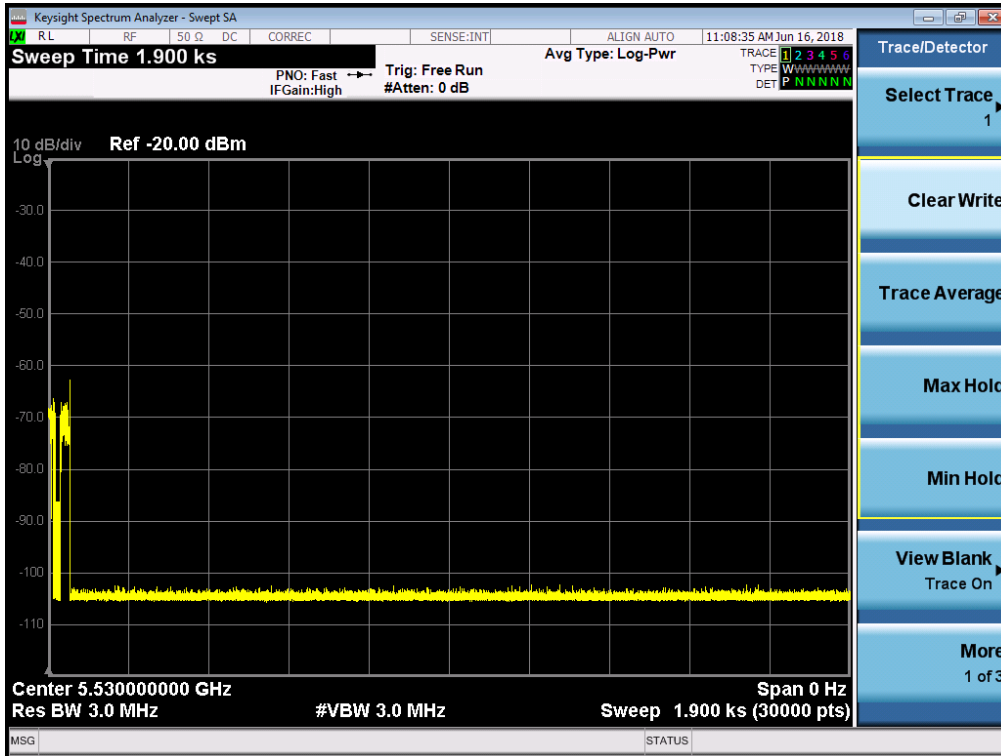 Keysight Spectrum Analyzer - Swept SA
LXI RL RF 50 Ω DC CORREC SENSE:INT ALIGN AUTO 11:08:35 AM Jun 16, 2018
Sweep Time 1.900 ks
PNO: Fast
IFGain:High
Trig: Free Run
#Atten: 0 dB
Avg Type: Log-Pwr
TRACE 1 2 3 4 5 6
TYPE WWWWWW
DET P N N N N N
10 dB/div Ref -20.00 dBm
Log
-30.0
-40.0
-50.0
-60.0
-70.0
-80.0
-90.0
-100
-110
Center 5.530000000 GHz Span 0 Hz
Res BW 3.0 MHz #VBW 3.0 MHz Sweep 1.900 ks (30000 pts)
MSG STATUS
Trace/Detector
Select Trace
1
Clear Write
Trace Average
Max Hold
Min Hold
View Blank
Trace On
More
1 of 3